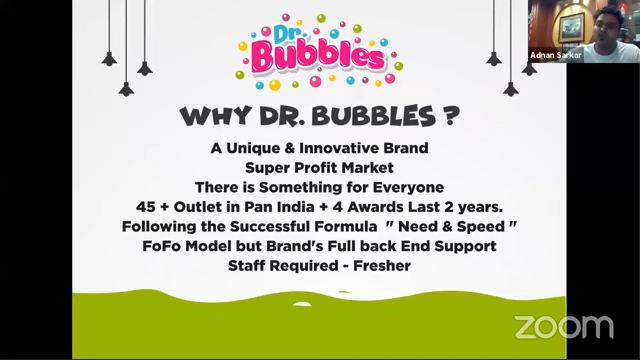 Dr.
Bubbles
Adnan Sarkar
WHY DR. BUBBLES ?
A Unique & Innovative Brand
Super Profit Market
There is Something for Everyone
45 + Outlet in Pan India + 4 Awards Last 2 years.
Following the Successful Formula " Need & Speed "
FoFo Model but Brand's Full back End Support
Staff Required - Fresher
zoom